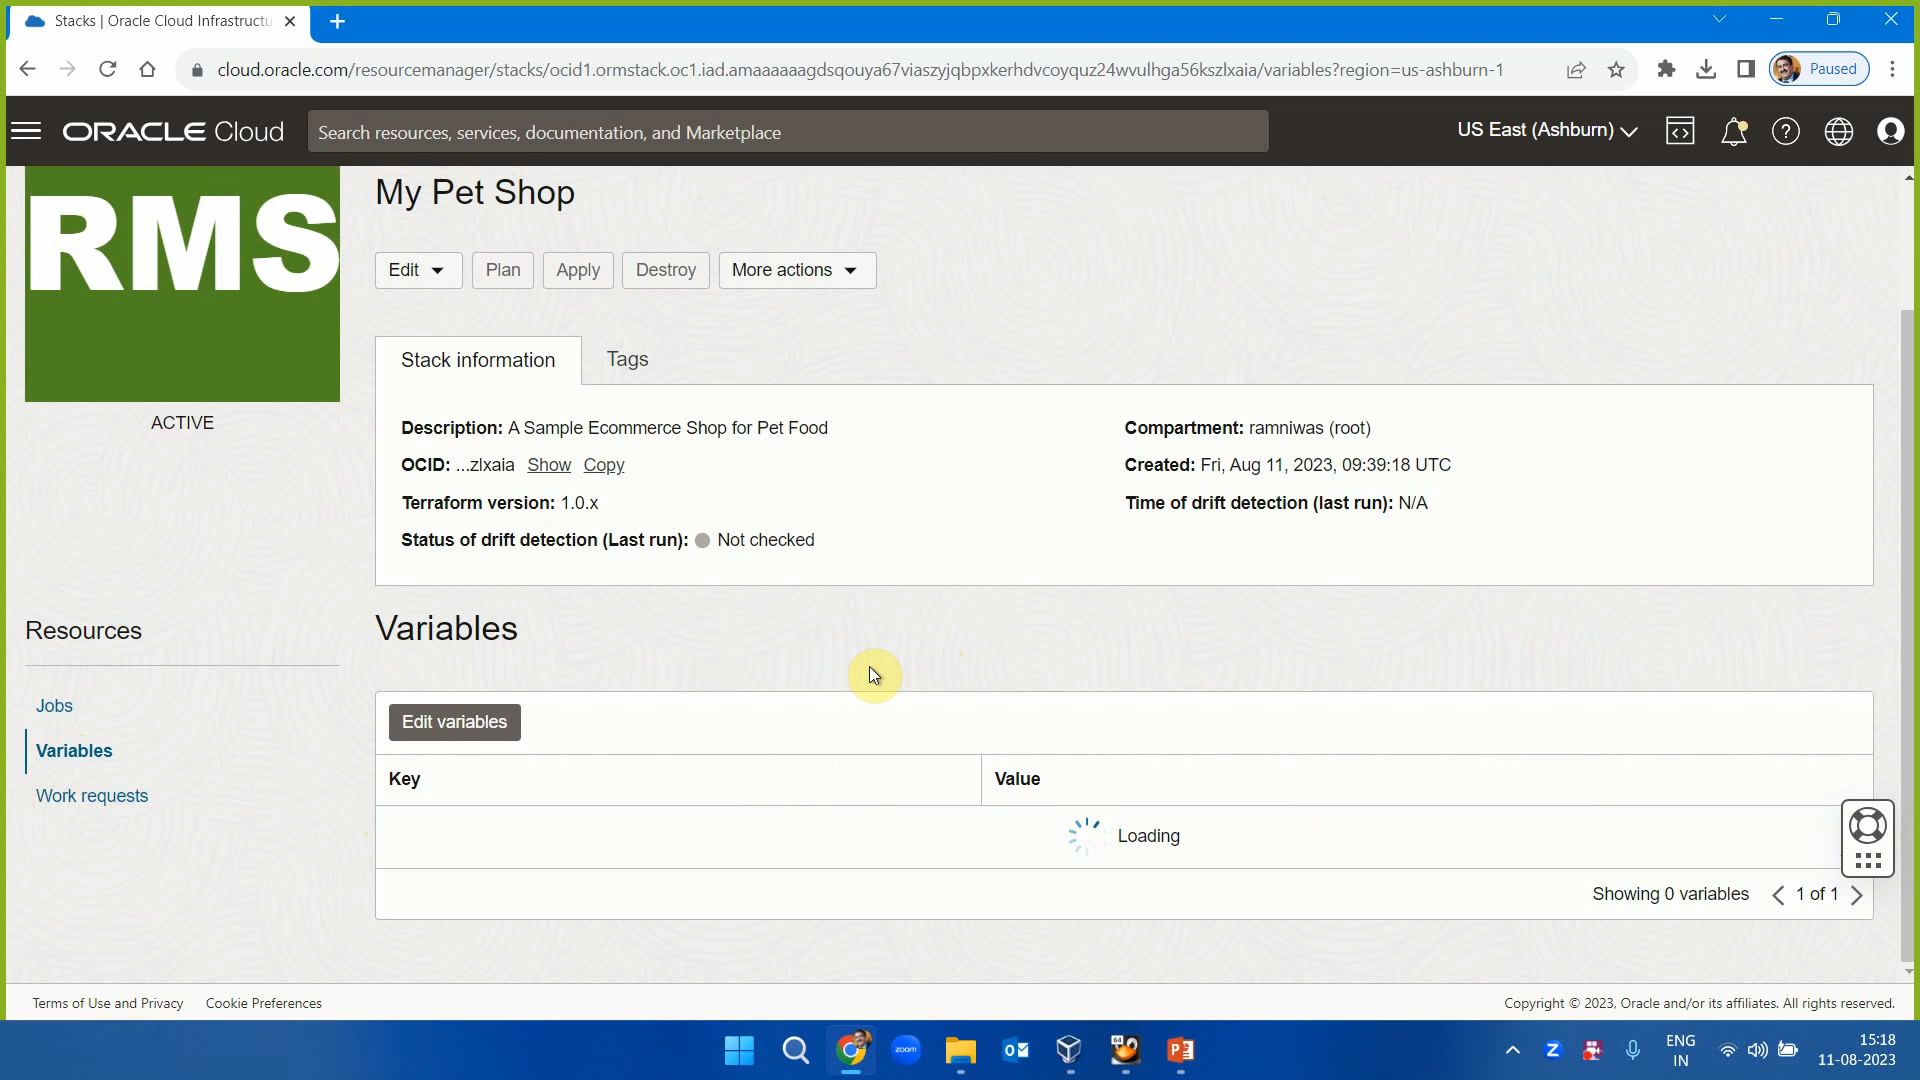 Stacks | Oracle Cloud Infrastructu
cloud.oracle.com/resourcemanager/stacks/ocid1.ormstack.oc1.iad.amaaaaaagdsqouya67viaszyjqbpxkerhdvcoyquz24wvulhga56kszlxaia/variables?region=us-ashburn-1
Paused
ORACLE Cloud
Search resources, services, documentation, and Marketplace
US East (Ashburn)
RMS
ACTIVE
My Pet Shop
Edit
Plan
Apply
Destroy
More actions
Stack information
Tags
Description: A Sample Ecommerce Shop for Pet Food
OCID: ...zlxaia Show Copy
Terraform version: 1.0.x
Status of drift detection (Last run): Not checked
Compartment: ramniwas (root)
Created: Fri, Aug 11, 2023, 09:39:18 UTC
Time of drift detection (last run): N/A
Resources
Jobs
Variables
Work requests
Variables
Edit variables
Key Value
Loading
Showing 0 variables 1 of 1
Terms of Use and Privacy Cookie Preferences
Copyright © 2023, Oracle and/or its affiliates. All rights reserved.
zoom
64
ENG
IN
15:18
11-08-2023